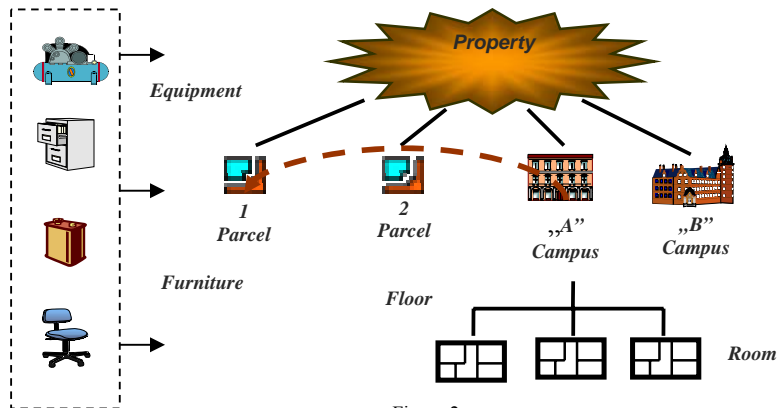 Property
Equipment
1
Parcel
2
Parcel
„A”
Campus
„B”
Campus
Furniture
Floor
Room